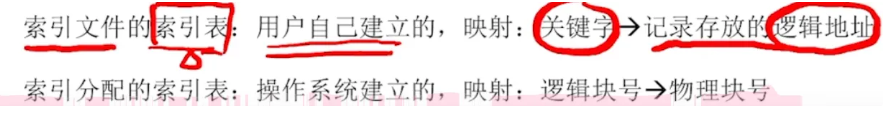 索引文件的索引表：用户自己建立的，映射：关键字→记录存放的逻辑地址
索引分配的索引表：操作系统建立的，映射：逻辑块号→物理块号